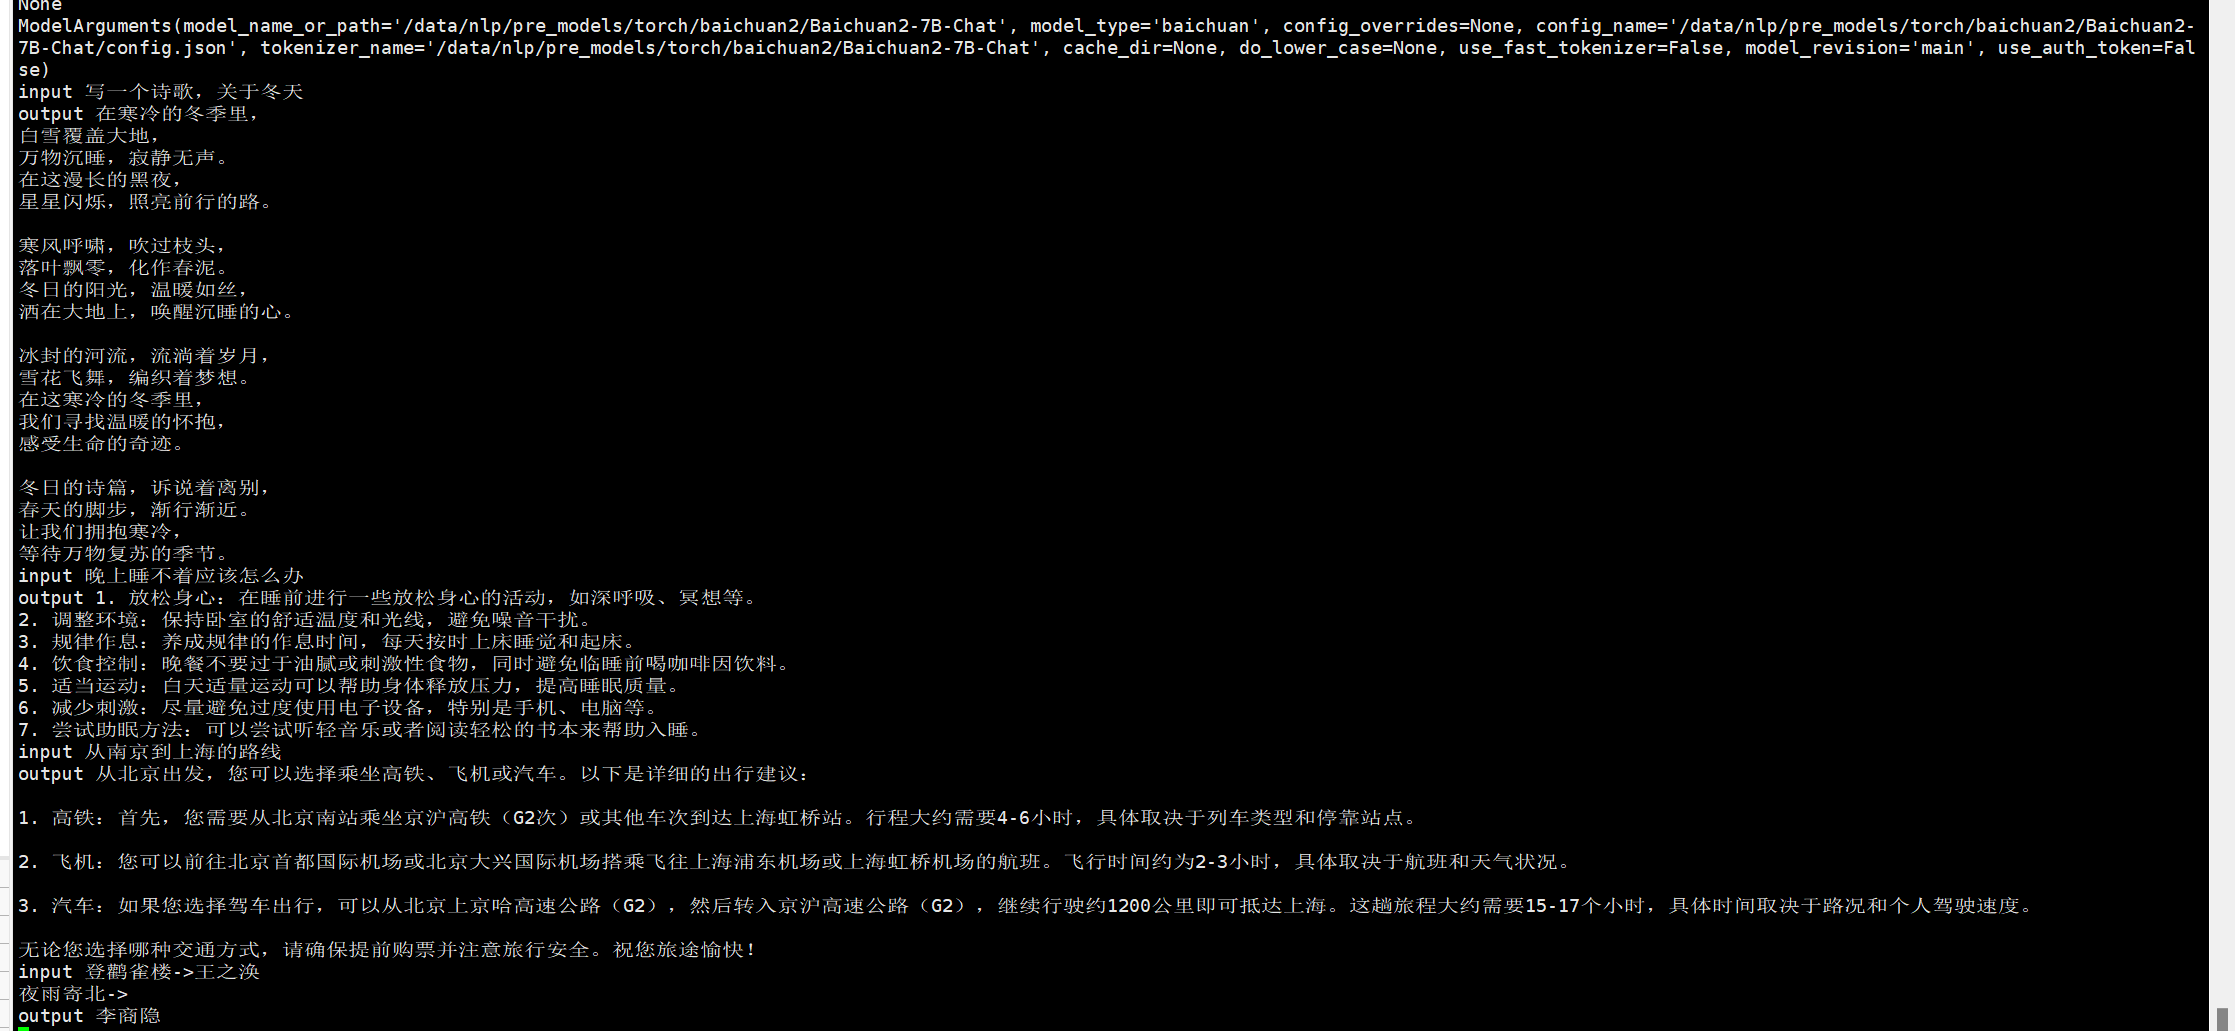 None
ModelArguments(model_name_or_path='/data/nlp/pre_models/torch/baichuan2/Baichuan2-7B-Chat', model_type='baichuan', config_overrides=None, config_name='/data/nlp/pre_models/torch/baichuan2/Baichuan2-
7B-Chat/config.json', tokenizer_name='/data/nlp/pre_models/torch/baichuan2/Baichuan2-7B-Chat', cache_dir=None, do_lower_case=None, use_fast_tokenizer=False, model_revision='main', use_auth_token=Fal
se)
input 写一个诗歌，关于冬天
output 在寒冷的冬季里，
白雪覆盖大地，
万物沉睡，寂静无声。
在这漫长的黑夜，
星星闪烁，照亮前行的路。
寒风呼啸，吹过枝头，
落叶飘零，化作春泥。
冬日的阳光，温暖如丝，
洒在大地上，唤醒沉睡的心。
冰封的河流，流淌着岁月，
雪花飞舞，编织着梦想。
在这寒冷的冬季里，
我们寻找温暖的怀抱，
感受生命的奇迹。
冬日的诗篇，诉说着离别，
春天的脚步，渐行渐近。
让我们拥抱寒冷，
等待万物复苏的季节。
input 晚上睡不着应该怎么办
output 1. 放松身心：在睡前进行一些放松身心的活动，如深呼吸、冥想等。
2. 调整环境：保持卧室的舒适温度和光线，避免噪音干扰。
3. 规律作息：养成规律的作息时间，每天按时上床睡觉和起床。
4. 饮食控制：晚餐不要过于油腻或刺激性食物，同时避免临睡前喝咖啡因饮料。
5. 适当运动：白天适量运动可以帮助身体释放压力，提高睡眠质量。
6. 减少刺激：尽量避免过度使用电子设备，特别是手机、电脑等。
7. 尝试助眠方法：可以尝试听轻音乐或者阅读轻松的书本来帮助入睡。
input 从南京到上海的路线
output 从北京出发，您可以选择乘坐高铁、飞机或汽车。以下是详细的出行建议：
1. 高铁：首先，您需要从北京南站乘坐京沪高铁（G2次）或其他车次到达上海虹桥站。行程大约需要4-6小时，具体取决于列车类型和停靠站点。
2. 飞机：您可以前往北京首都国际机场或北京大兴国际机场搭乘飞往上海浦东机场或上海虹桥机场的航班。飞行时间约为2-3小时，具体取决于航班和天气状况。
3. 汽车：如果您选择驾车出行，可以从北京上京哈高速公路（G2），然后转入京沪高速公路（G2），继续行驶约1200公里即可抵达上海。这趟旅程大约需要15-17个小时，具体时间取决于路况和个人驾驶速度。
无论您选择哪种交通方式，请确保提前购票并注意旅行安全。祝您旅途愉快！
input 登鹳雀楼->王之涣
夜雨寄北->
output 李商隐